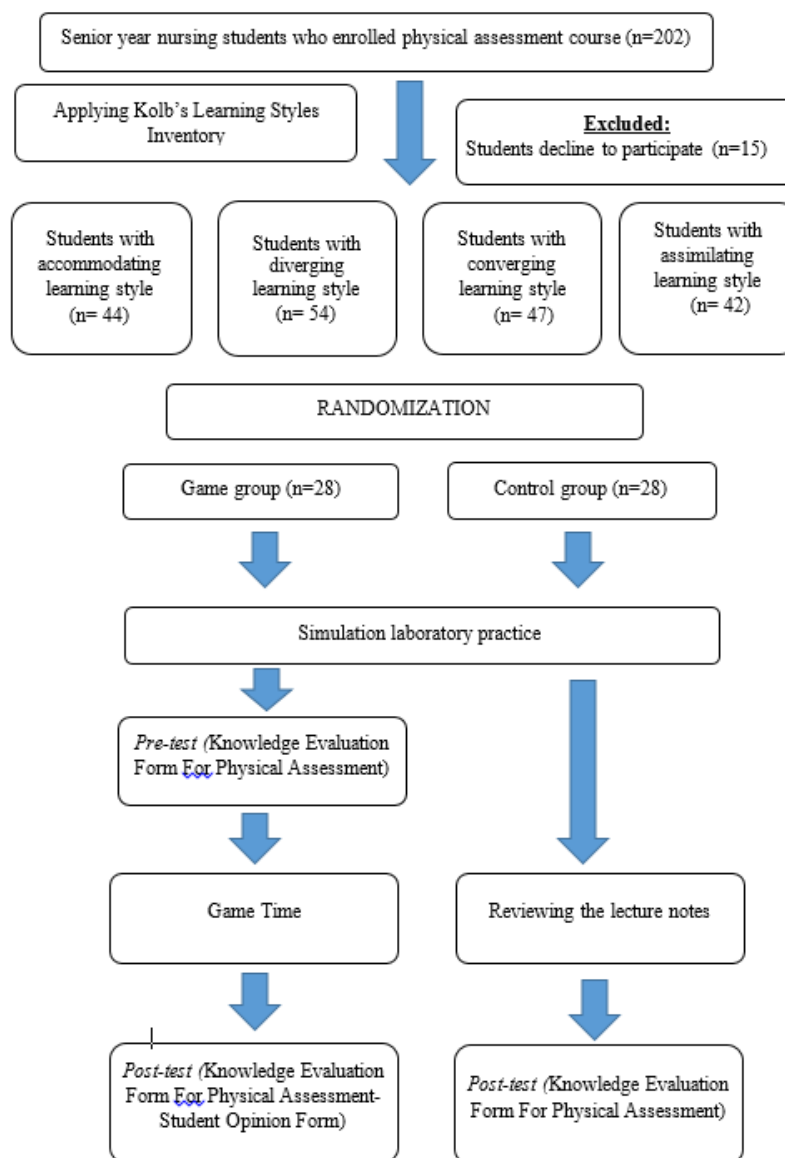 Senior year nursing students who enrolled physical assessment course (n=202)
Applying Kolb's Learning Styles
Inventory
Excluded:
Students decline to participate (n=15)
Students with
accommodating
learning style
(n= 44)
Students with
diverging
learning style
(n= 54)
Students with
converging
learning style
(n= 47)
Students with
assimilating
learning style
(n= 42)
RANDOMIZATION
Game group (n=28)
Control group (n=28)
Simulation laboratory practice
Pre-test (Knowledge Evaluation
Form For Physical Assessment)
Game Time
Reviewing the lecture notes
Post-test (Knowledge Evaluation
Form For Physical Assessment-
Student Opinion Form)
Post-test (Knowledge Evaluation
Form For Physical Assessment)